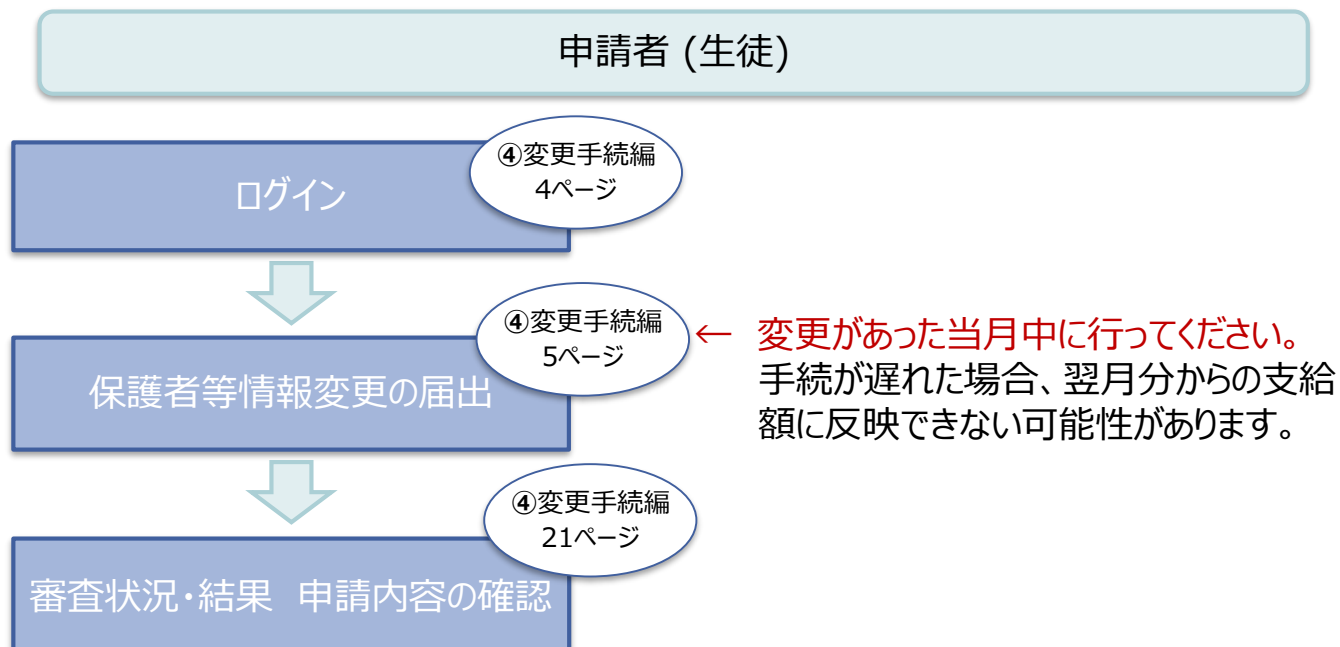 申請者 (生徒)
④変更手続編
4ページ
ログイン
④変更手続編
5ページ
← 変更があった当月中に行ってください。
手続が遅れた場合、翌月分からの支給
額に反映できない可能性があります。
保護者等情報変更の届出
④変更手続編
21ページ
審査状況・結果　申請内容の確認